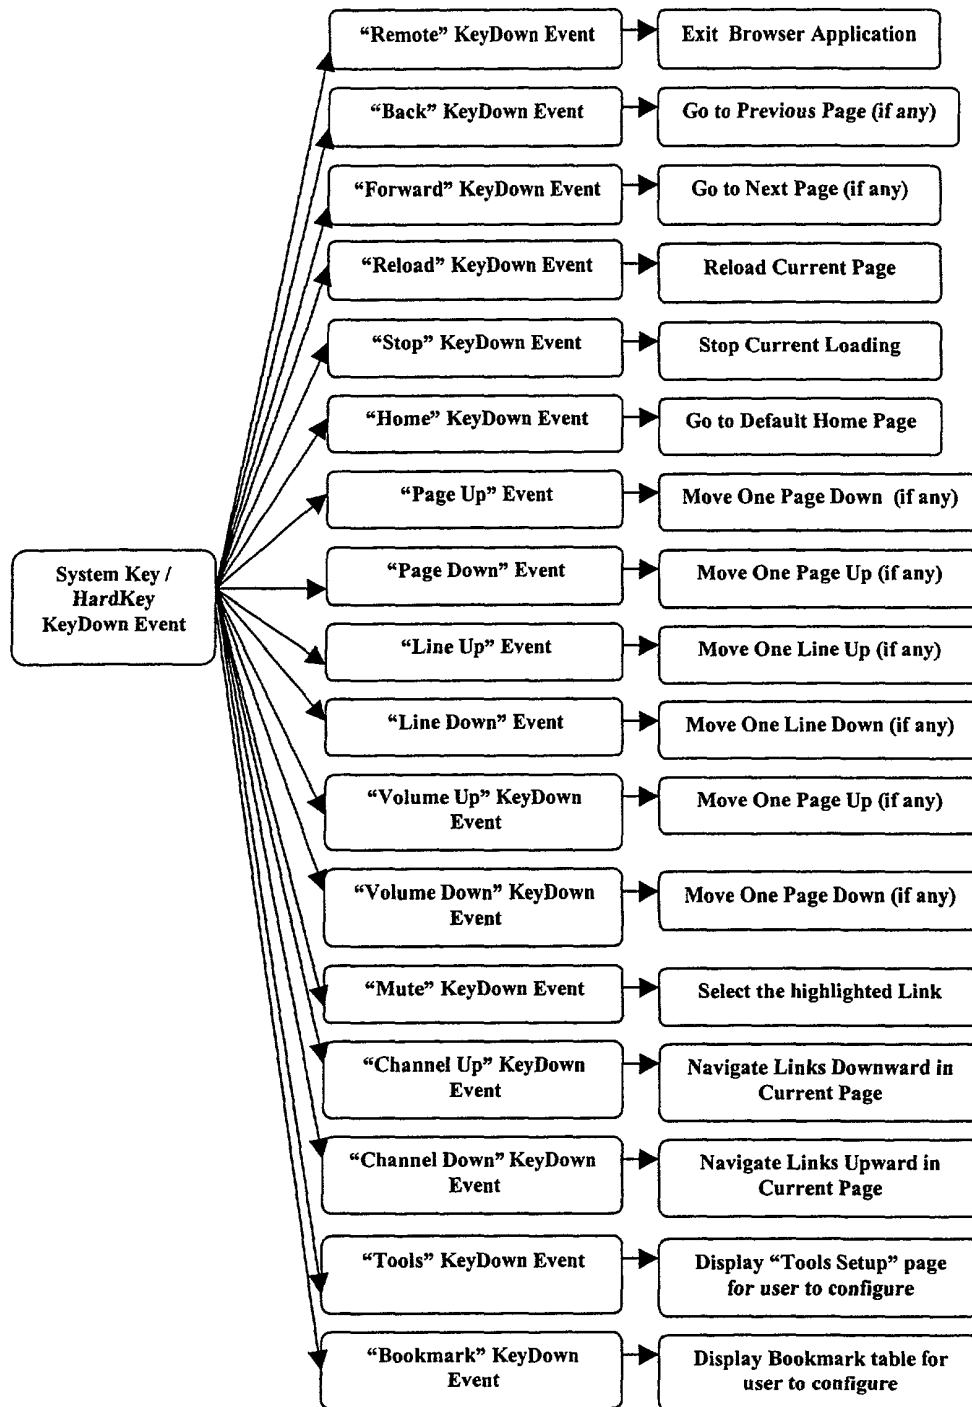 “Remote” KeyDown Event
Exit Browser Application
“Back” KeyDown Event
Go to Previous Page (if any)
“Forward” KeyDown Event
Go to Next Page (if any)
“Reload” KeyDown Event
Reload Current Page
“Stop” KeyDown Event
Stop Current Loading
“Home” KeyDown Event
Go to Default Home Page
“Page Up” Event
Move One Page Down (if any)
System Key /
HardKey
KeyDown Event
“Page Down” Event
Move One Page Up (if any)
“Line Up” Event
Move One Line Up (if any)
“Line Down” Event
Move One Line Down (if any)
“Volume Up” KeyDown
Event
Move One Page Up (if any)
“Volume Down” KeyDown
Event
Move One Page Down (if any)
“Mute” KeyDown Event
Select the highlighted Link
“Channel Up” KeyDown
Event
Navigate Links Downward in
Current Page
“Channel Down” KeyDown
Event
Navigate Links Upward in
Current Page
“Tools” KeyDown Event
Display “Tools Setup” page
for user to configure
“Bookmark” KeyDown
Event
Display Bookmark table for
user to configure